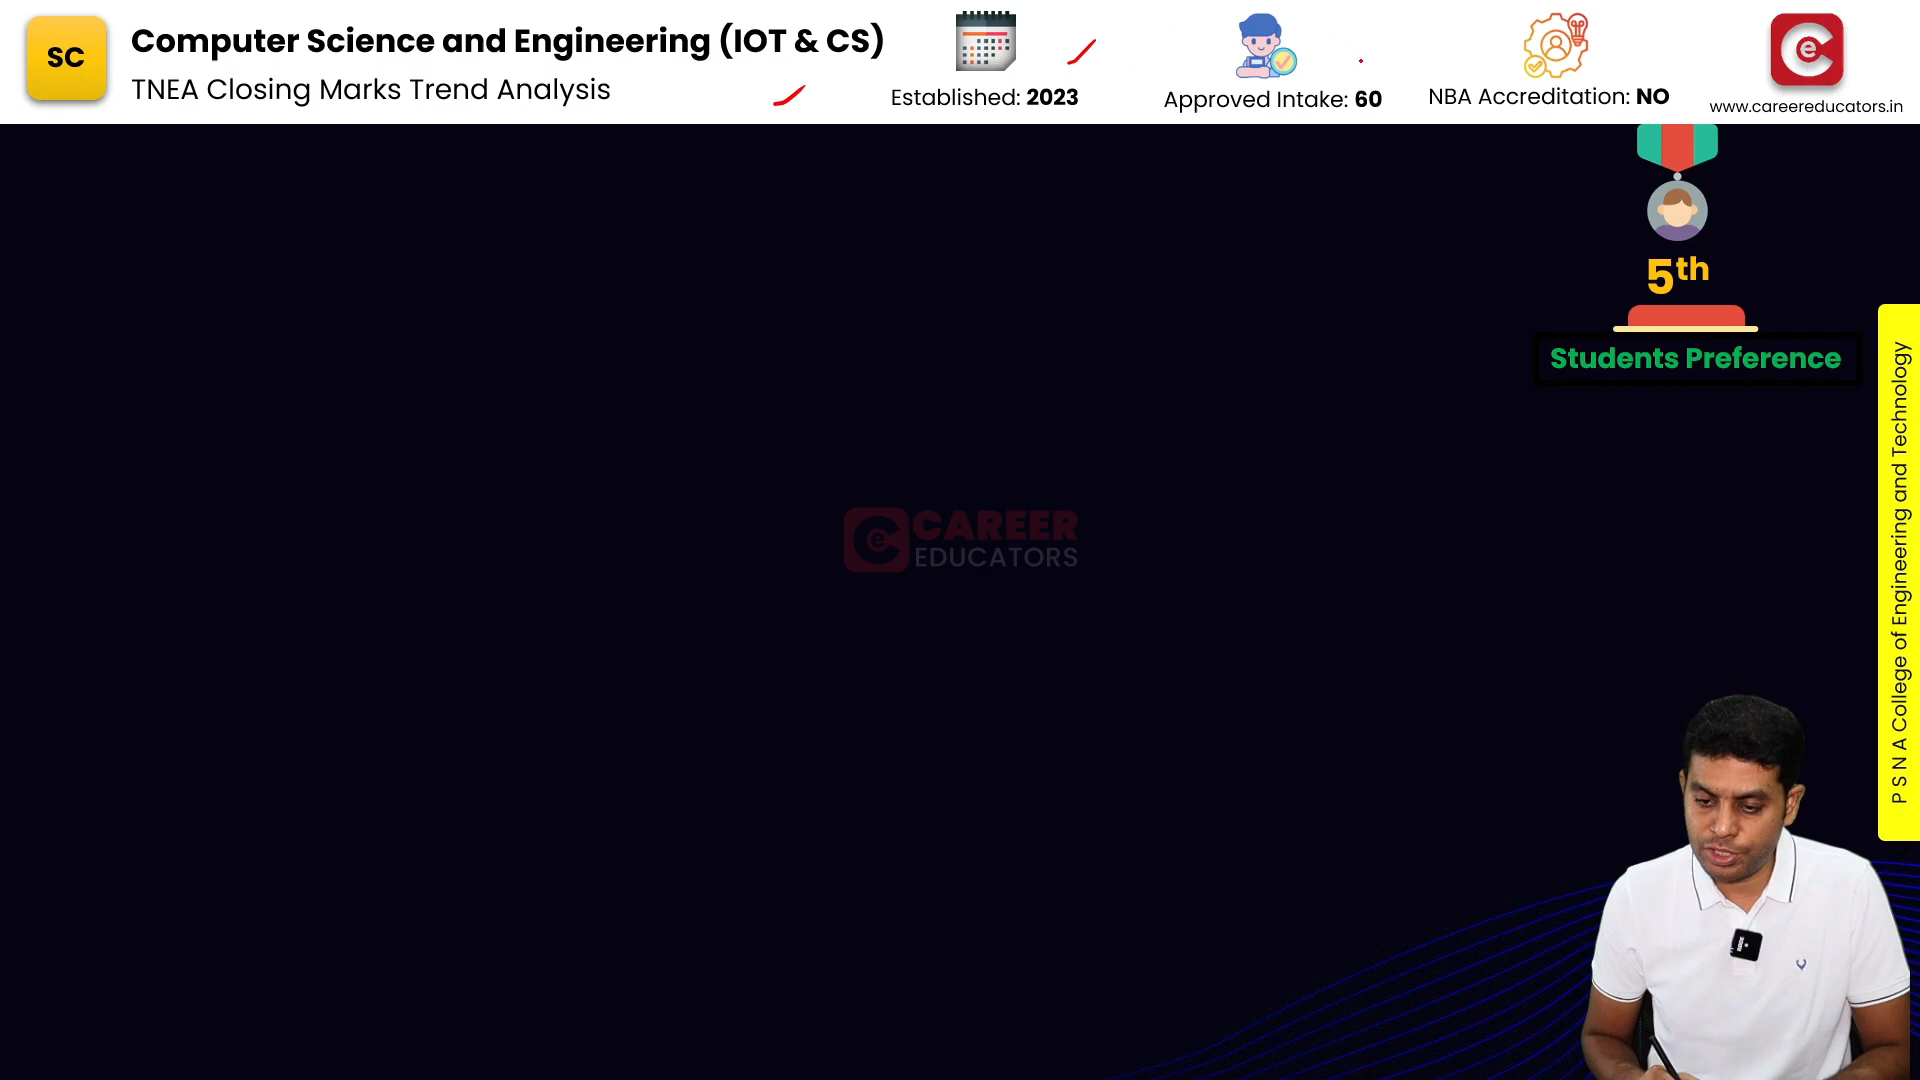 SC
Computer Science and Engineering (IOT & CS)
TNEA Closing Marks Trend Analysis
Established: 2023
Approved Intake: 60
NBA Accreditation: NO
e
www.careereducators.in
5th
Students Preference
P S N A College of Engineering and Technology
e CAREER
EDUCATORS